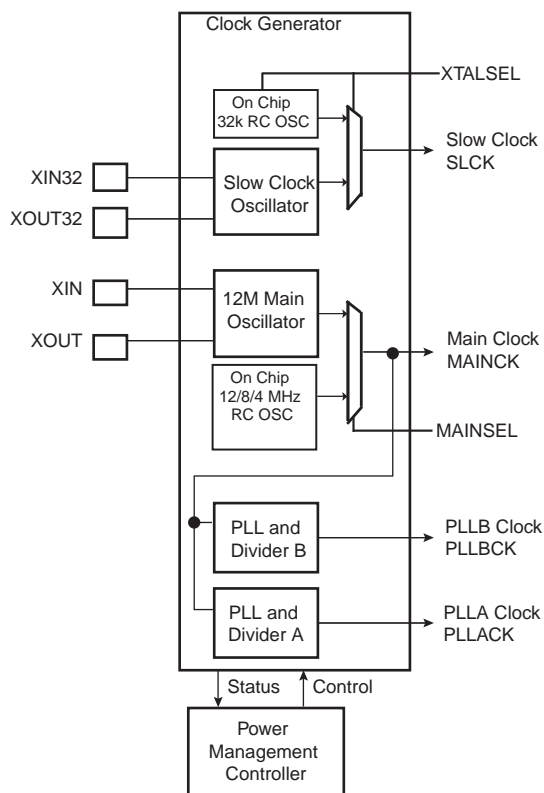 Clock Generator
XTALSEL
On Chip
32k RC OSC
Slow Clock
SLCK
XIN32
Slow Clock
Oscillator
XOUT32
XIN
12M Main
Oscillator
XOUT
Main Clock
MAINCK
On Chip
12/8/4 MHz
RC OSC
MAINSEL
PLL and
Divider B
PLLB Clock
PLLBCK
PLL and
Divider A
PLLA Clock
PLLACK
Status
Control
Power
Management
Controller